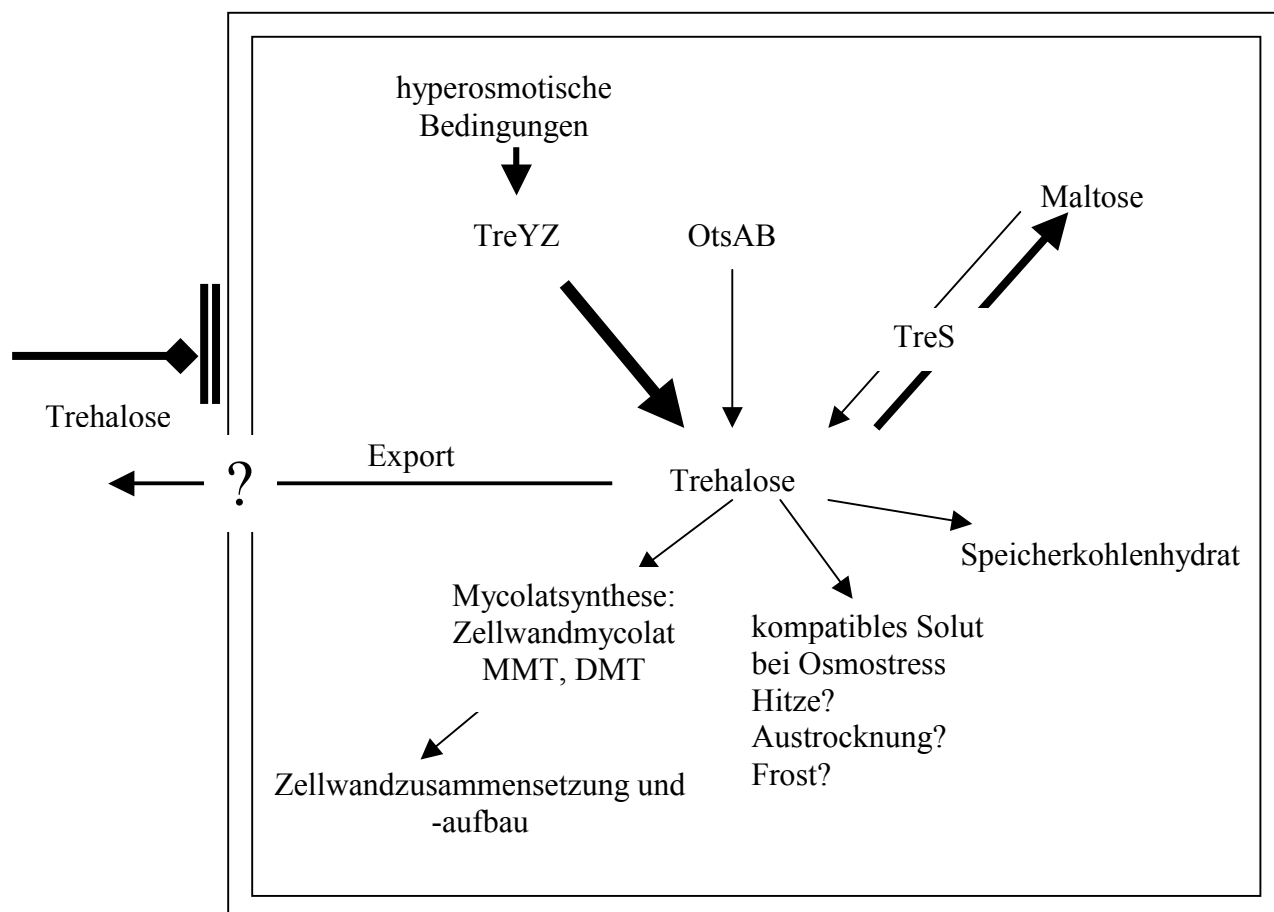 hyperosmotische
Bedingungen
Maltose
TreYZ
OtsAB
TreS
Trehalose
Export
?
Trehalose
Speicherkohlenhydrat
Mycolatsynthese:
Zellwandmycolat
MMT, DMT
kompatibles Solut
bei Osmostress
Hitze?
Austrocknung?
Frost?
Zellwandzusammensetzung und
-aufbau